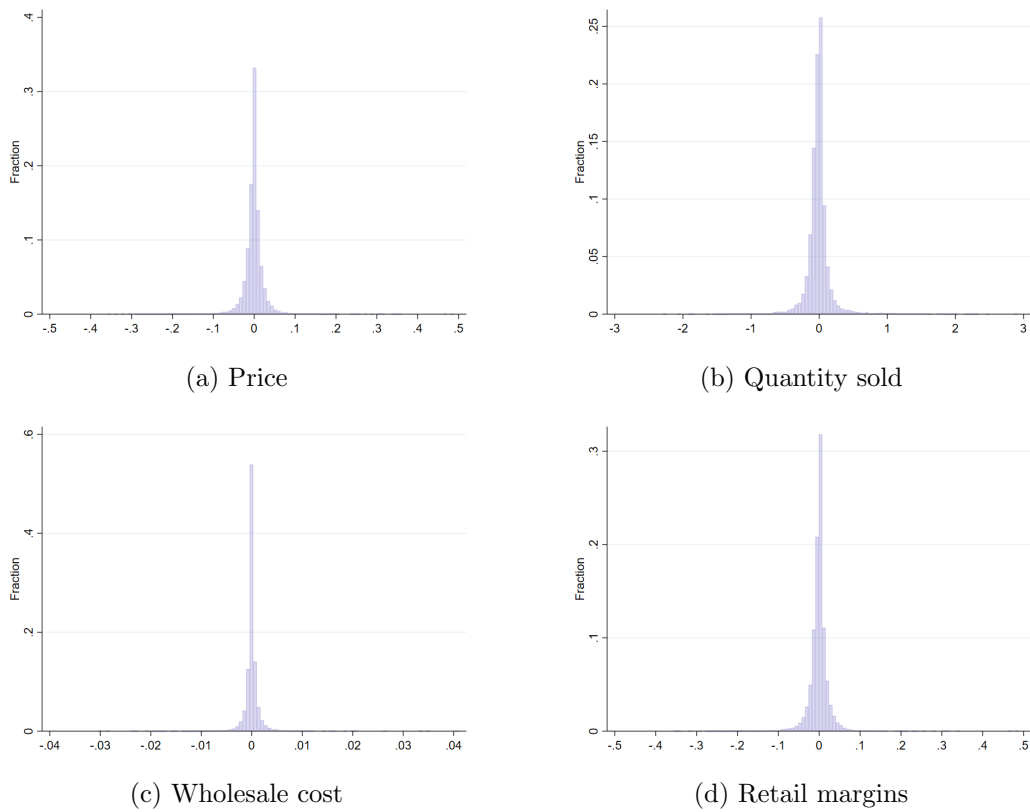 Fraction
0 .1 .2 .3 .4
-.5 -.4 -.3 -.2 -.1 0 .1 .2 .3 .4 .5
(a) Price
Fraction
0 .05 .1 .15 .2 .25
-3 -2 -1 0 1 2 3
(b) Quantity sold
Fraction
0 .2 .4 .6
-.04 -.03 -.02 -.01 0 .01 .02 .03 .04
(c) Wholesale cost
Fraction
0 .1 .2 .3
-.5 -.4 -.3 -.2 -.1 0 .1 .2 .3 .4 .5
(d) Retail margins